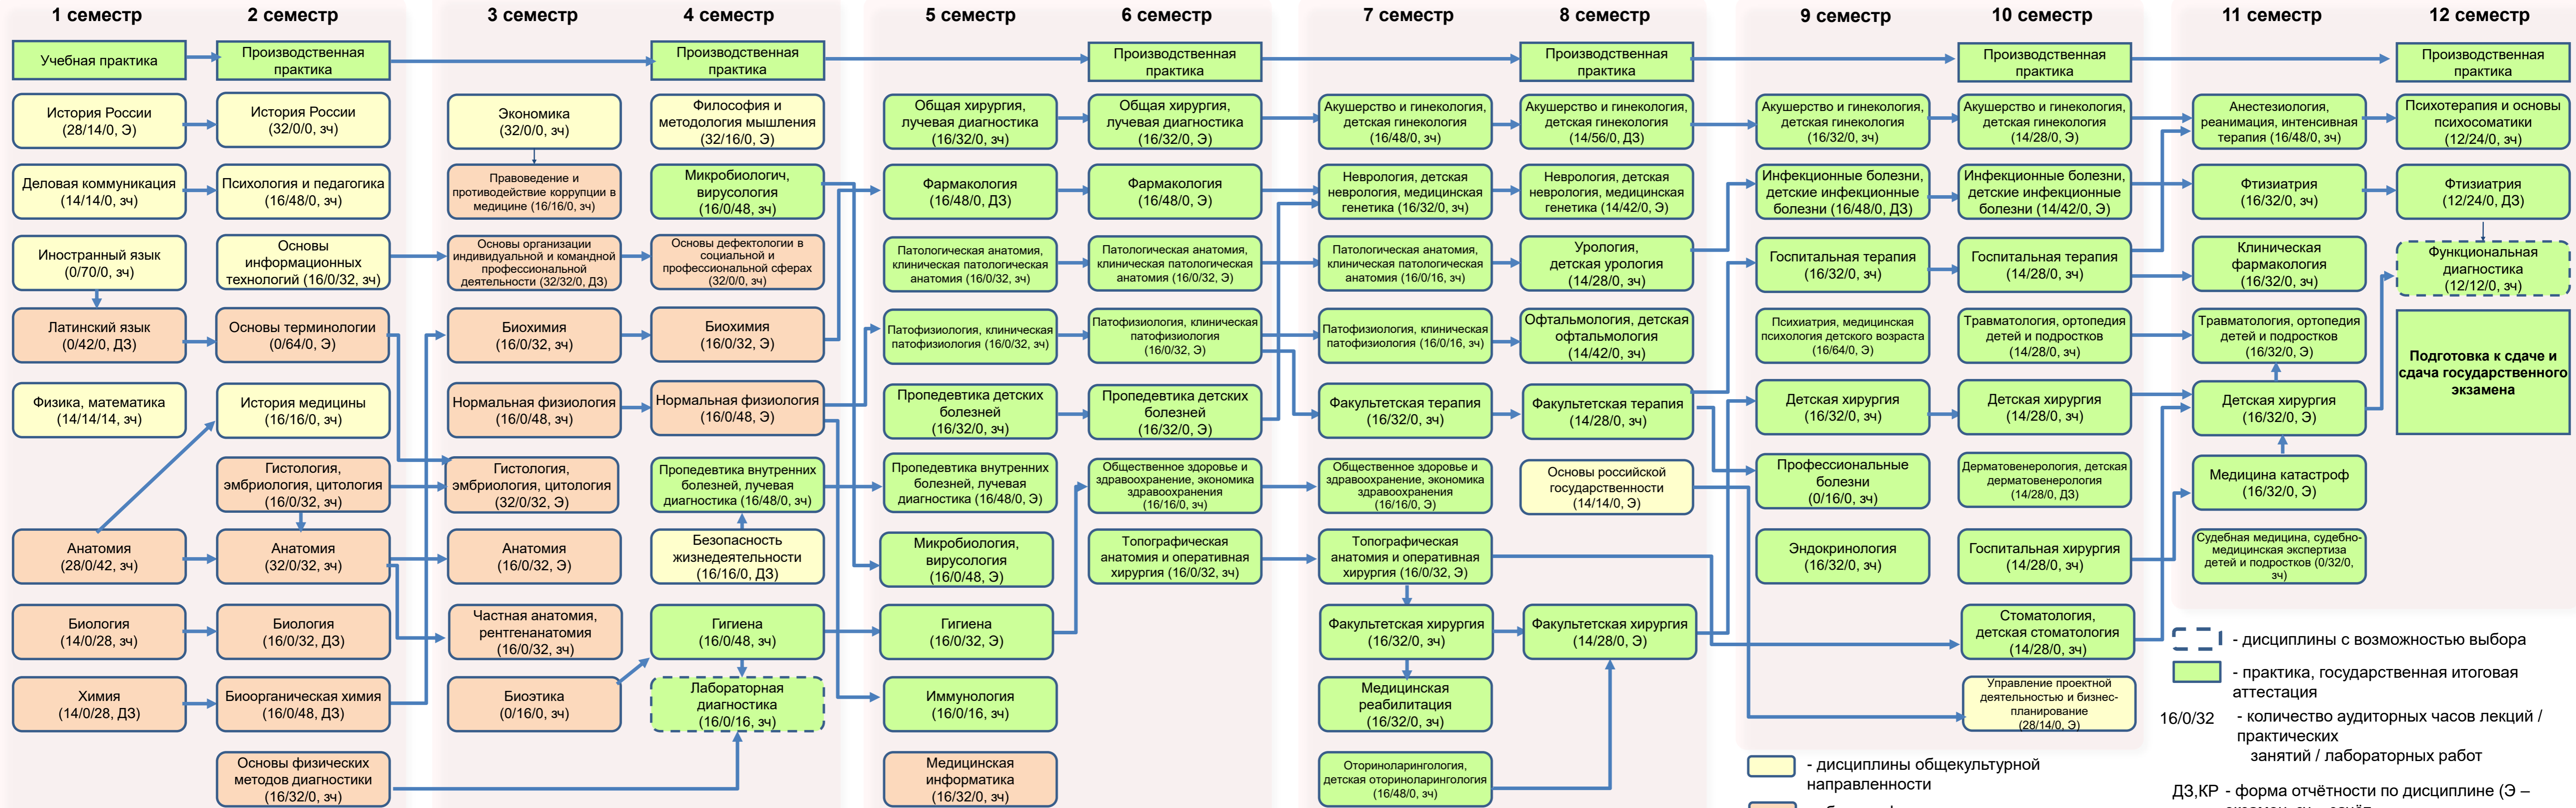 1 семестр
2 семестр
3 семестр
4 семестр
5 семестр
6 семестр
7 семестр
8 семестр
9 семестр
10 семестр
11 семестр
12 семестр
Учебная практика
История России
(28/14/0, Э)
Деловая коммуникация
(14/14/0, зч)
Иностранный язык
(0/70/0, зч)
Латинский язык
(0/42/0, ДЗ)
Физика, математика
(14/14/14, зч)
Анатомия
(28/0/42, зч)
Биология
(14/0/28, зч)
Химия
(14/0/28, ДЗ)
Производственная
практика
История России
(32/0/0, зч)
Психология и педагогика
(16/48/0, зч)
Основы
информационных
технологий (16/0/32, зч)
Основы терминологии
(0/64/0, Э)
История медицины
(16/16/0, зч)
Гистология,
эмбриология, цитология
(16/0/32, зч)
Анатомия
(32/0/32, зч)
Биология
(16/0/32, ДЗ)
Биоорганическая химия
(16/0/48, ДЗ)
Основы физических
методов диагностики
(16/32/0, зч)
Экономика
(32/0/0, зч)
Правоведение и
противодействие коррупции в
медицине (16/16/0, зч)
Основы организации
индивидуальной и командной
профессиональной
деятельности (32/32/0, ДЗ)
Биохимия
(16/0/32, зч)
Нормальная физиология
(16/0/48, зч)
Гистология,
эмбриология, цитология
(32/0/32, Э)
Анатомия
(16/0/32, Э)
Частная анатомия,
рентгенанатомия
(16/0/32, зч)
Биоэтика
(0/16/0, зч)
Производственная
практика
Философия и
методология мышления
(32/16/0, Э)
Микробиологич,
вирусология
(16/0/48, зч)
Основы дефектологии в
социальной и
профессиональной сферах
(32/0/0, зч)
Биохимия
(16/0/32, Э)
Нормальная физиология
(16/0/48, Э)
Пропедевтика внутренних
болезней, лучевая
диагностика (16/48/0, зч)
Безопасность
жизнедеятельности
(16/16/0, ДЗ)
Гигиена
(16/0/48, зч)
Лабораторная
диагностика
(16/0/16, зч)
Общая хирургия,
лучевая диагностика
(16/32/0, зч)
Фармакология
(16/48/0, ДЗ)
Патологическая анатомия,
клиническая патологическая
анатомия (16/0/32, зч)
Патофизиология, клиническая
патофизиология (16/0/32, зч)
Пропедевтика детских
болезней
(16/32/0, зч)
Пропедевтика внутренних
болезней, лучевая
диагностика (16/48/0, Э)
Микробиология,
вирусология
(16/0/48, Э)
Гигиена
(16/0/32, Э)
Иммунология
(16/0/16, зч)
Медицинская
информатика
(16/32/0, зч)
Производственная
практика
Общая хирургия,
лучевая диагностика
(16/32/0, Э)
Фармакология
(16/48/0, Э)
Патологическая анатомия,
клиническая патологическая
анатомия (16/0/32, Э)
Патофизиология, клиническая
патофизиология
(16/0/32, Э)
Пропедевтика детских
болезней
(16/32/0, Э)
Общественное здоровье и
здравоохранение, экономика
здравоохранения
(16/16/0, зч)
Топографическая
анатомия и оперативная
хирургия (16/0/32, зч)
Акушерство и гинекология,
детская гинекология
(16/48/0, зч)
Неврология, детская
неврология, медицинская
генетика (16/32/0, зч)
Патологическая анатомия,
клиническая патологическая
анатомия (16/0/16, зч)
Патофизиология, клиническая
патофизиология (16/0/16, зч)
Факультетская терапия
(16/32/0, зч)
Общественное здоровье и
здравоохранение, экономика
здравоохранения
(16/16/0, Э)
Топографическая
анатомия и оперативная
хирургия (16/0/32, Э)
Факультетская хирургия
(16/32/0, зч)
Медицинская
реабилитация
(16/32/0, зч)
Оториноларингология,
детская оториноларингология
(16/48/0, зч)
Производственная
практика
Акушерство и гинекология,
детская гинекология
(14/56/0, ДЗ)
Неврология, детская
неврология, медицинская
генетика (14/42/0, Э)
Урология,
детская урология
(14/28/0, зч)
Офтальмология, детская
офтальмология
(14/42/0, зч)
Факультетская терапия
(14/28/0, зч)
Основы российской
государственности
(14/14/0, Э)
Факультетская хирургия
(14/28/0, Э)
Акушерство и гинекология,
детская гинекология
(16/32/0, зч)
Инфекционные болезни,
детские инфекционные
болезни (16/48/0, ДЗ)
Госпитальная терапия
(16/32/0, зч)
Психиатрия, медицинская
психология детского возраста
(16/64/0, Э)
Детская хирургия
(16/32/0, зч)
Профессиональные
болезни
(0/16/0, зч)
Эндокринология
(16/32/0, зч)
Производственная
практика
Акушерство и гинекология,
детская гинекология
(14/28/0, Э)
Инфекционные болезни,
детские инфекционные
болезни (14/42/0, Э)
Госпитальная терапия
(14/28/0, зч)
Травматология, ортопедия
детей и подростков
(14/28/0, зч)
Детская хирургия
(14/28/0, зч)
Дерматовенерология, детская
дерматовенерология
(14/28/0, ДЗ)
Госпитальная хирургия
(14/28/0, зч)
Стоматология,
детская стоматология
(14/28/0, зч)
Управление проектной
деятельностью и бизнес-
планирование
(28/14/0, Э)
Анестезиология,
реанимация, интенсивная
терапия (16/48/0, зч)
Фтизиатрия
(16/32/0, зч)
Клиническая
фармакология
(16/32/0, зч)
Травматология, ортопедия
детей и подростков
(16/32/0, Э)
Детская хирургия
(16/32/0, Э)
Медицина катастроф
(16/32/0, Э)
Судебная медицина, судебно-
медицинская экспертиза
детей и подростков (0/32/0,
зч)
Производственная
практика
Психотерапия и основы
психосоматики
(12/24/0, зч)
Фтизиатрия
(12/24/0, ДЗ)
Функциональная
диагностика
(12/12/0, зч)
Подготовка к сдаче и
сдача государственного
экзамена
- дисциплины общекультурной
направленности
- дисциплины с возможностью выбора
- практика, государственная итоговая
аттестация
16/0/32 - количество аудиторных часов лекций /
практических
занятий / лабораторных работ
ДЗ,КР - форма отчётности по дисциплине (Э –